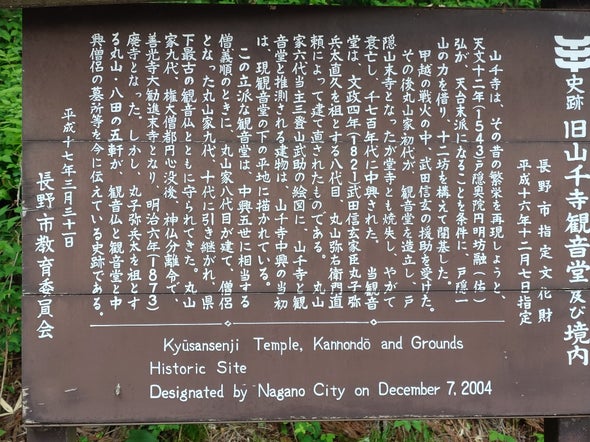 史跡 旧山千寺観音堂及び境内
長野市指定文化財
平成十六年十二月七日指定
山千寺は、その昔の繁栄を再現しようと、
天文十二年(1543)戸隠奥院円明坊融(佑)
弘が、天台末派になることを条件に、戸隠一
山の力を借り、十二坊を構えて開基した。
甲越の戦火の中、武田信玄の援助を受けた。
その後丸山家初代が、観音堂を造立し、戸
隠山末寺となったが堂寺とも焼失し、やがて
衰亡し、千七百年代に中興された。当観音
堂は、文政四年(1821)武田信玄家臣丸子弥
兵太直久を祖とする八代目、丸山弥右衛門直
頼によって建て直されたものである。丸山
家六代当主三登山武助の絵図に、山千寺と観
音堂と推測される建物は、山千寺中興の当初
は、現観音堂の下の平地に描かれている。
この立派な観音堂は、中興五世に相当する
僧義順のときに、丸山家八代目が建て、僧侶
となった丸山家九代、十代に引き継がれ、県
下最古の観音仏とともに守られてきた。丸山
家九代、権大僧都円心没後、神仏分離令で、
善光寺大勧進末寺となり、明治六年(1873)
廃寺となった。しかし、丸子弥兵太を祖とす
る丸山・八田の五軒が、観音仏と観音堂と中
興僧侶の墓所等を今に伝えている史跡である。
平成十七年三月三十一日
長野市教育委員会
Kyūsansenji Temple, Kannondō and Grounds
Historic Site
Designated by Nagano City on December 7, 2004